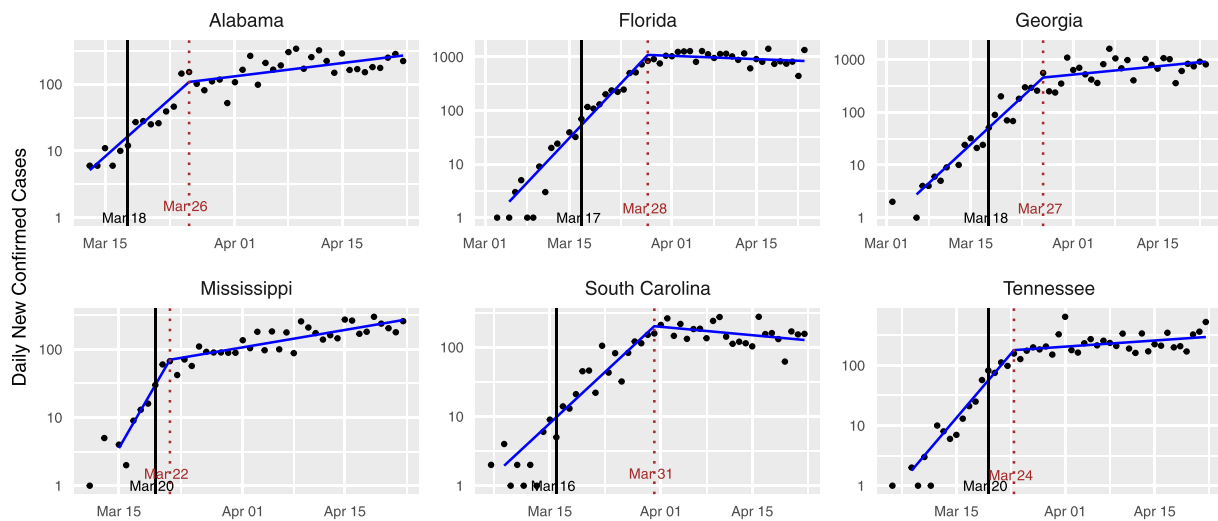 Daily New Confirmed Cases
Alabama
100
10
1
Mar 18
Mar 26
Mar 15
Apr 01
Apr 15
Florida
1000
100
10
1
Mar 17
Mar 28
Mar 01
Mar 15
Apr 01
Apr 15
Georgia
1000
100
10
1
Mar 18
Mar 27
Mar 01
Mar 15
Apr 01
Apr 15
Mississippi
100
10
1
Mar 22
Mar 20
Mar 15
Apr 01
Apr 15
South Carolina
100
10
1
Mar 16
Mar 31
Mar 15
Apr 01
Apr 15
Tennessee
100
10
1
Mar 24
Mar 20
Mar 15
Apr 01
Apr 15